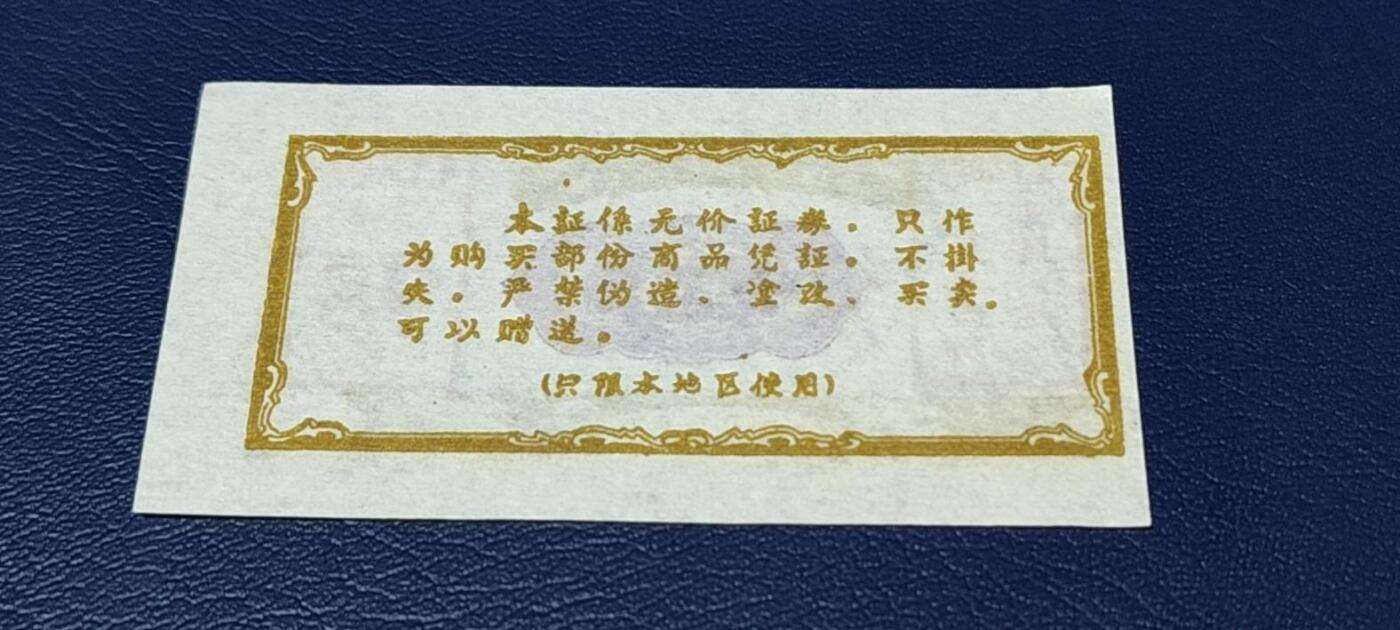 本証係无价証券。只作
为购买部份商品凭証。不掛
失。严禁伪造、塗改、买卖。
可以赠送。
(只限本地区使用)